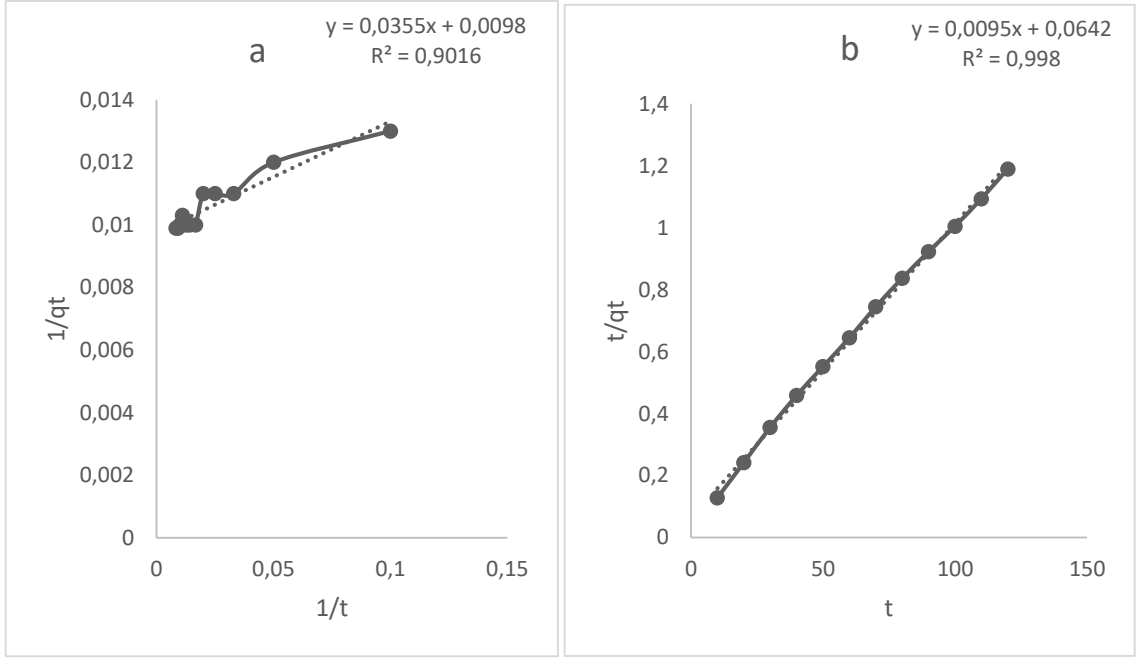 a
y = 0,0355x + 0,0098
R² = 0,9016
0,014
0,012
0,01
0,008
0,006
0,004
0,002
0
0
0,05
0,1
0,15
1/qt
1/t
b
y = 0,0095x + 0,0642
R² = 0,998
1,4
1,2
1
0,8
0,6
0,4
0,2
0
0
50
100
150
t/qt
t